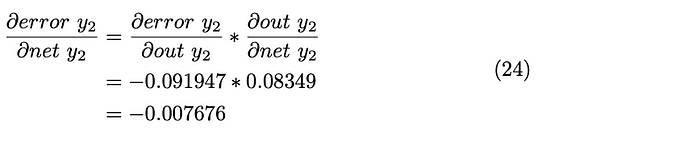 ∂error y₂ / ∂net y₂ = ∂error y₂ / ∂out y₂ * ∂out y₂ / ∂net y₂
= −0.091947 * 0.08349
(24)
= −0.007676